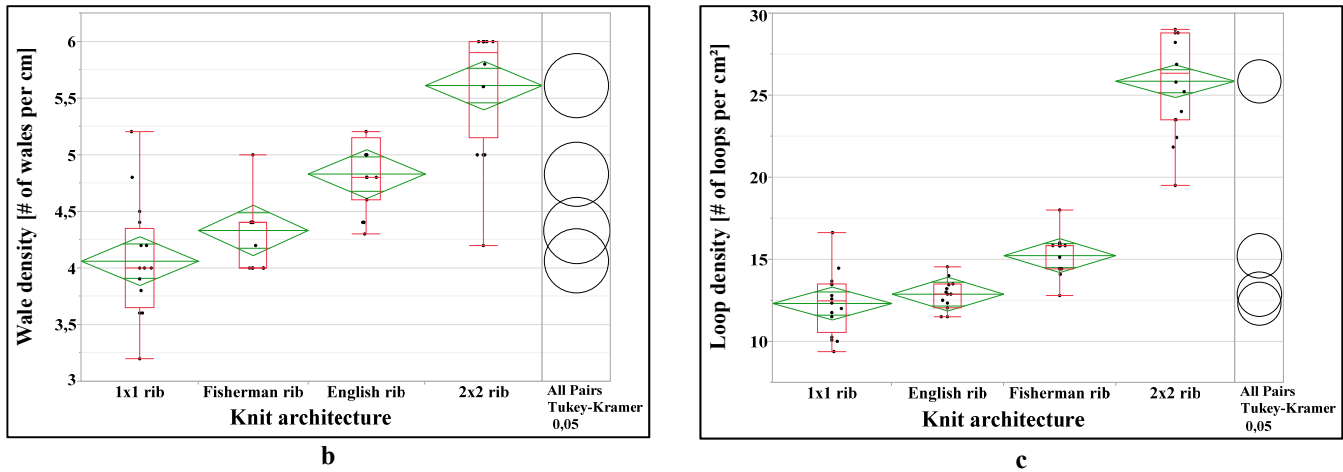 Wale density [# of wales per cm]
6
5,5
5
4,5
4
3,5
3
1x1 rib
Fisherman rib
English rib
2x2 rib
All Pairs
Tukey-Kramer
0,05
Knit architecture
b
Loop density [# of loops per cm²]
30
25
20
15
10
1x1 rib
English rib
Fisherman rib
2x2 rib
All Pairs
Tukey-Kramer
0,05
Knit architecture
c